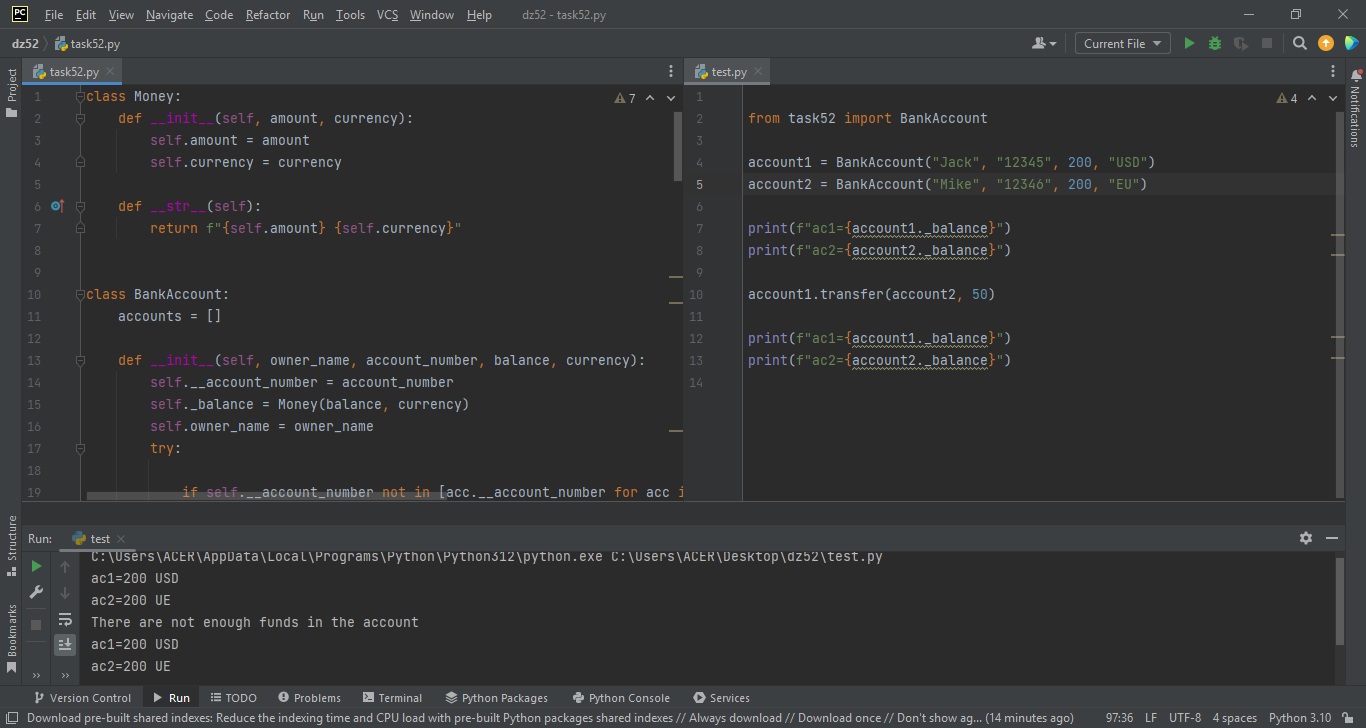 PC File Edit View Navigate Code Refactor Run Tools VCS Window Help dz52 - task52.py
dz52 task52.py Current File
task52.py
test.py
Project
Notifications
1 class Money:
2 def __init__(self, amount, currency):
3 self.amount = amount
4 self.currency = currency
5
6 def __str__(self):
7 return f"{self.amount} {self.currency}"
8
9
10 class BankAccount:
11 accounts = []
12
13 def __init__(self, owner_name, account_number, balance, currency):
14 self.__account_number = account_number
15 self._balance = Money(balance, currency)
16 self.owner_name = owner_name
17 try:
18
19 if self.__account_number not in [acc.__account_number for acc i
7
1
2 from task52 import BankAccount
3
4 account1 = BankAccount("Jack", "12345", 200, "USD")
5 account2 = BankAccount("Mike", "12346", 200, "EU")
6
7 print(f"ac1={account1._balance}")
8 print(f"ac2={account2._balance}")
9
10 account1.transfer(account2, 50)
11
12 print(f"ac1={account1._balance}")
13 print(f"ac2={account2._balance}")
14
4
Structure
Bookmarks
Run: test
C:\Users\ACER\AppData\Local\Programs\Python\Python312\python.exe C:\Users\ACER\Desktop\dz52\test.py
ac1=200 USD
ac2=200 UE
There are not enough funds in the account
ac1=200 USD
ac2=200 UE
Version Control Run TODO Problems Terminal Python Packages Python Console Services
Download pre-built shared indexes: Reduce the indexing time and CPU load with pre-built Python packages shared indexes // Always download // Download once // Don't show ag... (14 minutes ago) 97:36 LF UTF-8 4 spaces Python 3.10